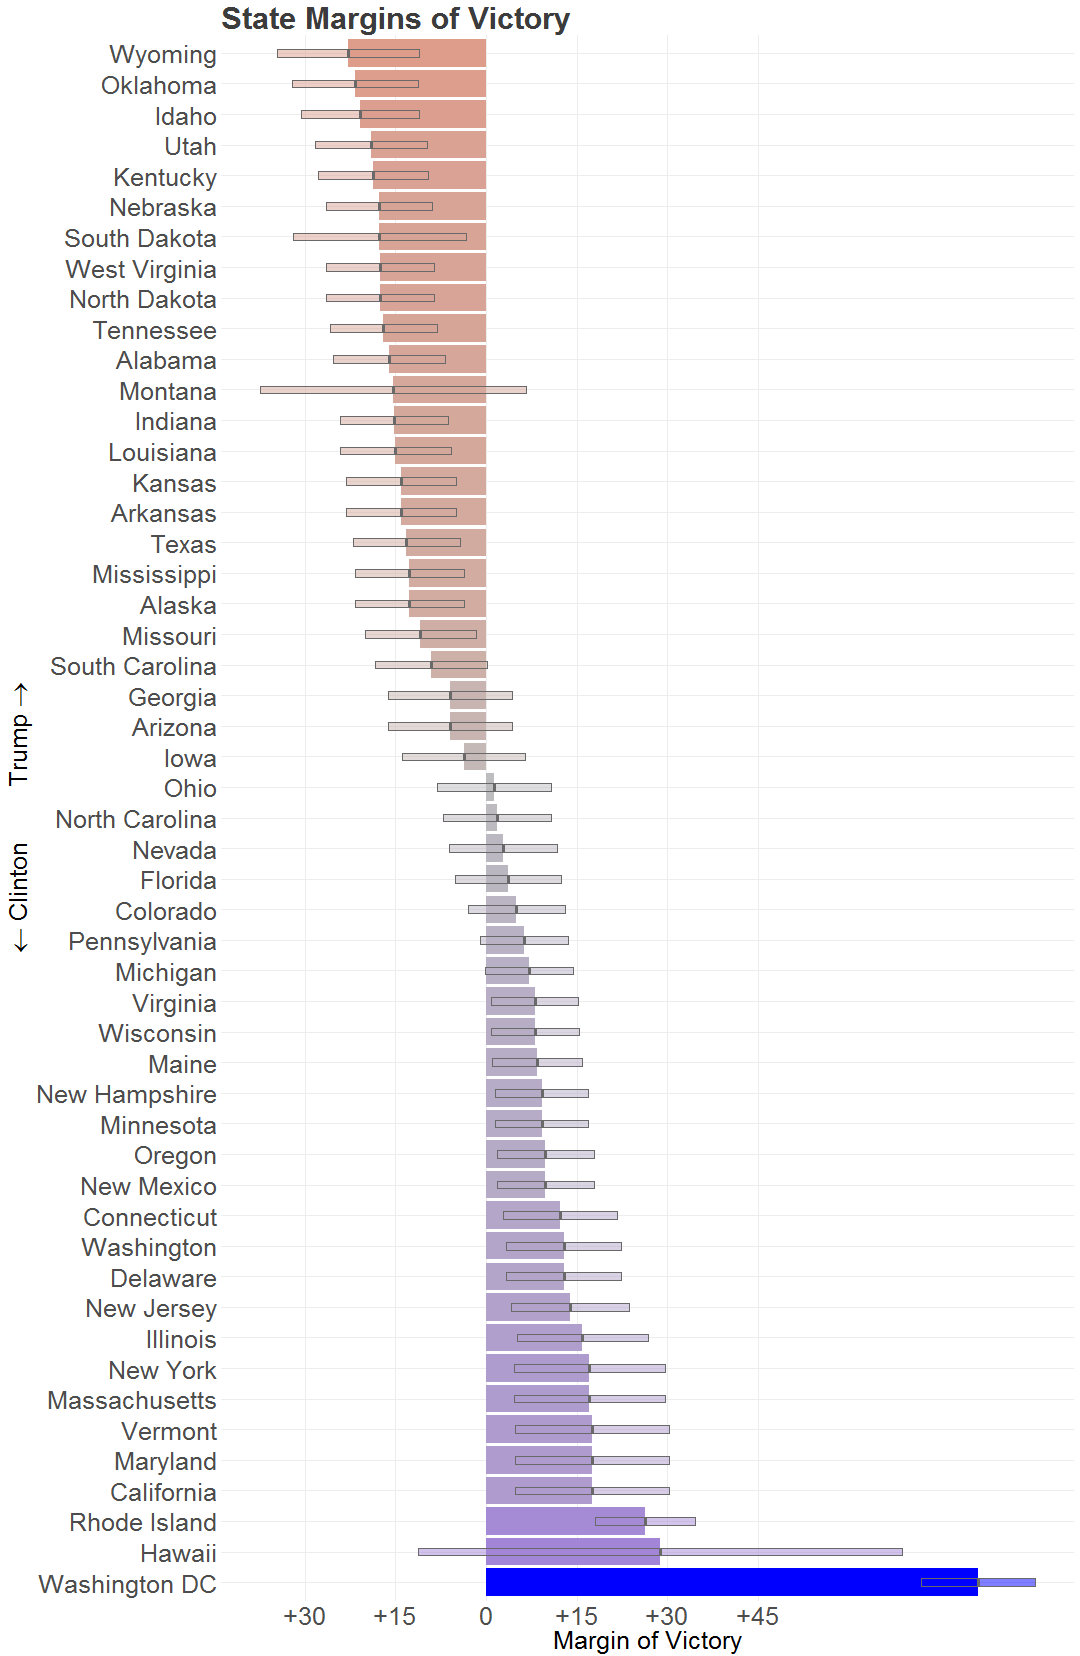 State Margins of Victory
Wyoming
Oklahoma
Idaho
Utah
Kentucky
Nebraska
South Dakota
West Virginia
North Dakota
Tennessee
Alabama
Montana
Indiana
Louisiana
Kansas
Arkansas
Texas
Mississippi
Alaska
Missouri
South Carolina
Georgia
Arizona
Iowa
Ohio
North Carolina
Nevada
Florida
Colorado
Pennsylvania
Michigan
Virginia
Wisconsin
Maine
New Hampshire
Minnesota
Oregon
New Mexico
Connecticut
Washington
Delaware
New Jersey
Illinois
New York
Massachusetts
Vermont
Maryland
California
Rhode Island
Hawaii
Washington DC
← Clinton Trump →
+30 +15 0 +15 +30 +45
Margin of Victory